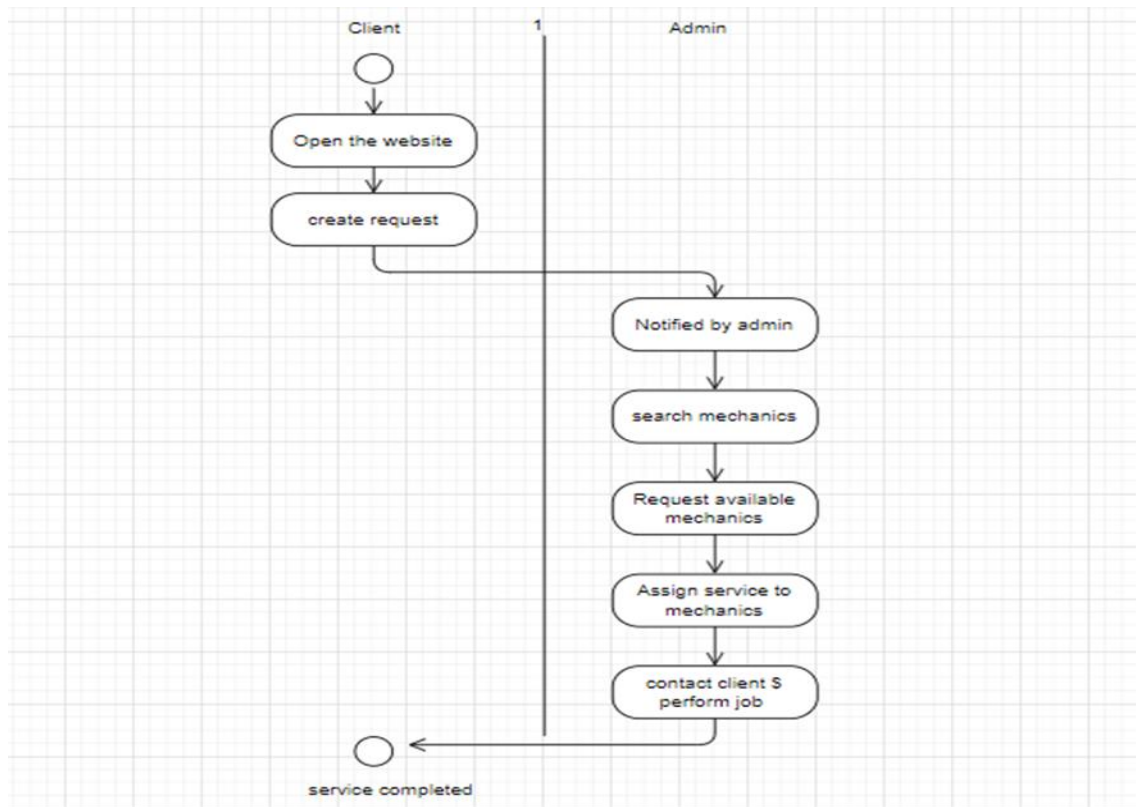 Client
1
Admin
Open the website
create request
Notified by admin
search mechanics
Request available
mechanics
Assign service to
mechanics
contact client $
perform job
service completed